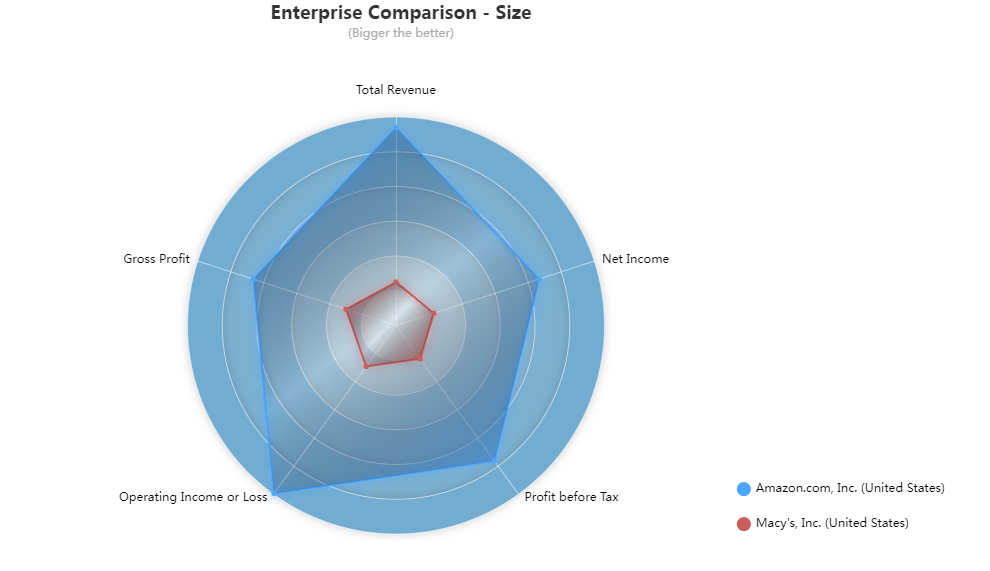 Enterprise Comparison - Size
(Bigger the better)
Total Revenue
Gross Profit
Net Income
Operating Income or Loss
Profit before Tax
Amazon.com, Inc. (United States)
Macy's, Inc. (United States)